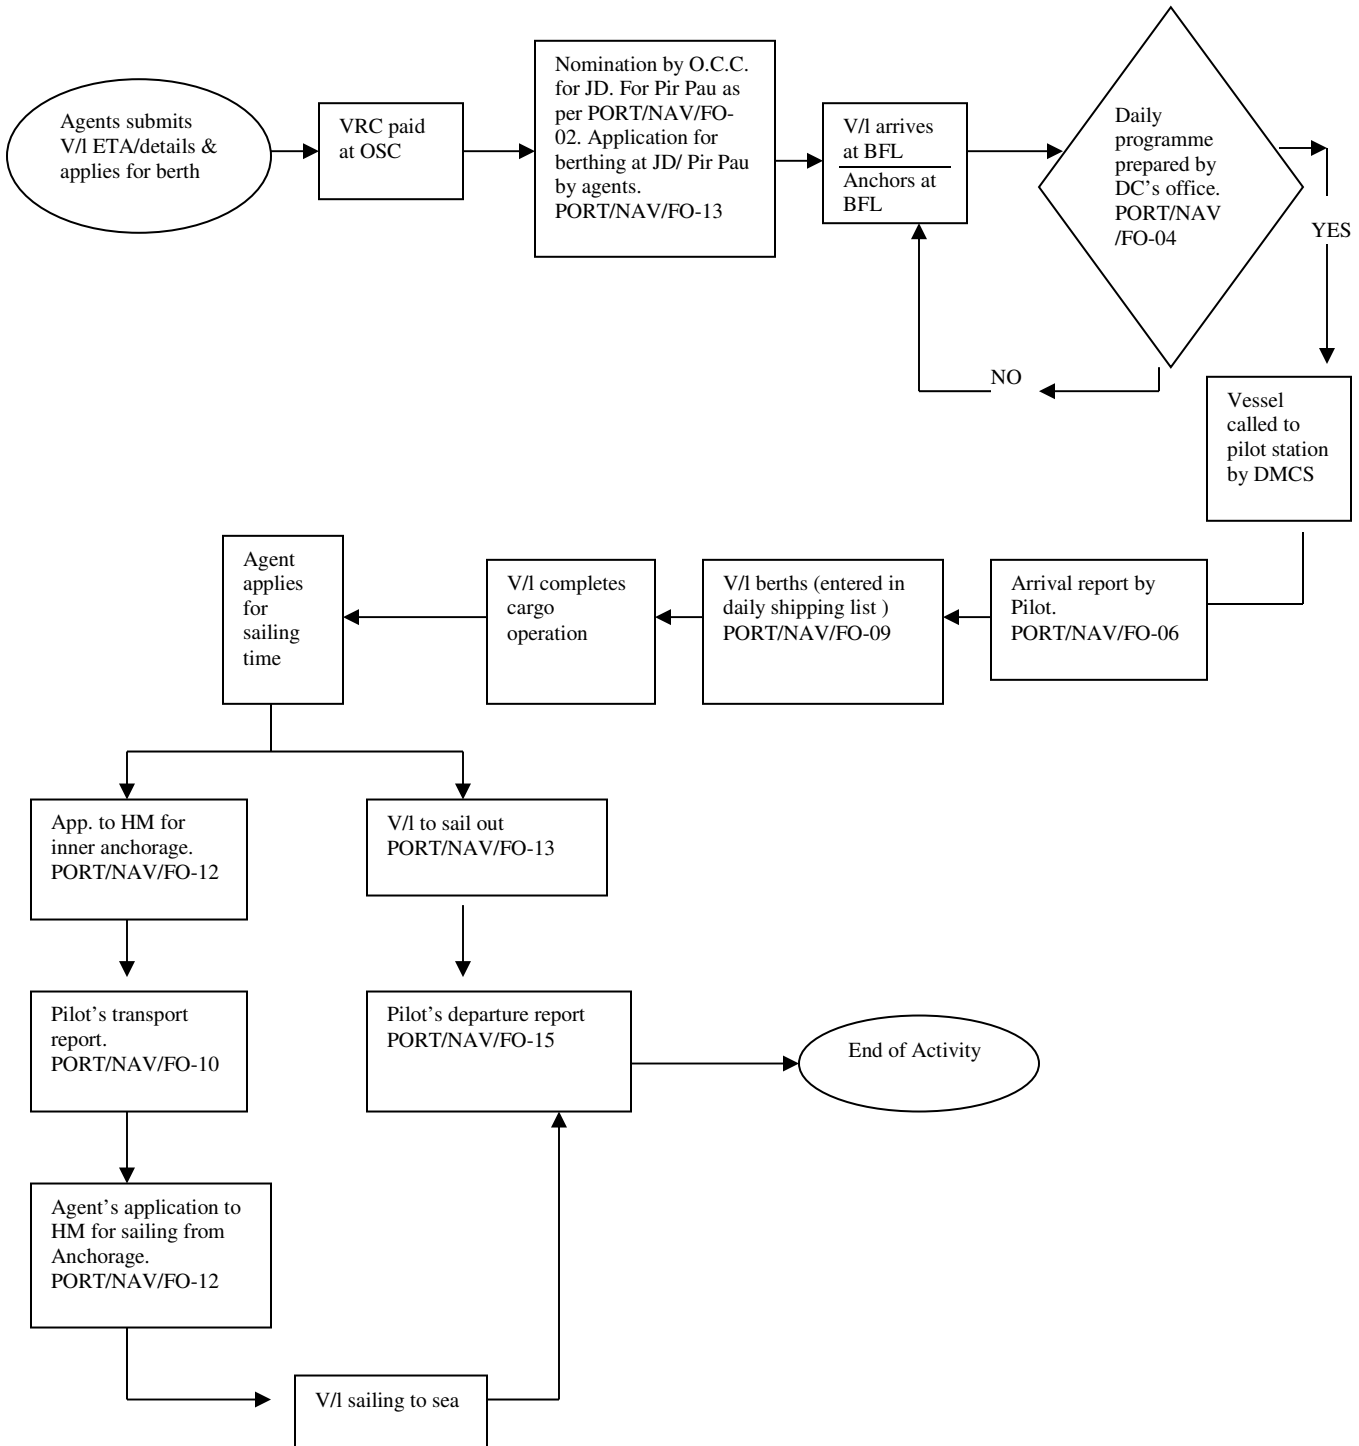 Agents submits
V/l ETA/details &
applies for berth
VRC paid
at OSC
Nomination by O.C.C.
for JD. For Pir Pau as
per PORT/NAV/FO-
02. Application for
berthing at JD/ Pir Pau
by agents.
PORT/NAV/FO-13
V/l arrives
at BFL
Anchors at
BFL
Daily
programme
prepared by
DC's office.
PORT/NAV
/FO-04
YES
NO
Vessel
called to
pilot station
by DMCS
Agent
applies
for
sailing
time
V/l completes
cargo
operation
V/l berths (entered in
daily shipping list )
PORT/NAV/FO-09
Arrival report by
Pilot.
PORT/NAV/FO-06
App. to HM for
inner anchorage.
PORT/NAV/FO-12
V/l to sail out
PORT/NAV/FO-13
Pilot's transport
report.
PORT/NAV/FO-10
Pilot's departure report
PORT/NAV/FO-15
End of Activity
Agent's application to
HM for sailing from
Anchorage.
PORT/NAV/FO-12
V/l sailing to sea